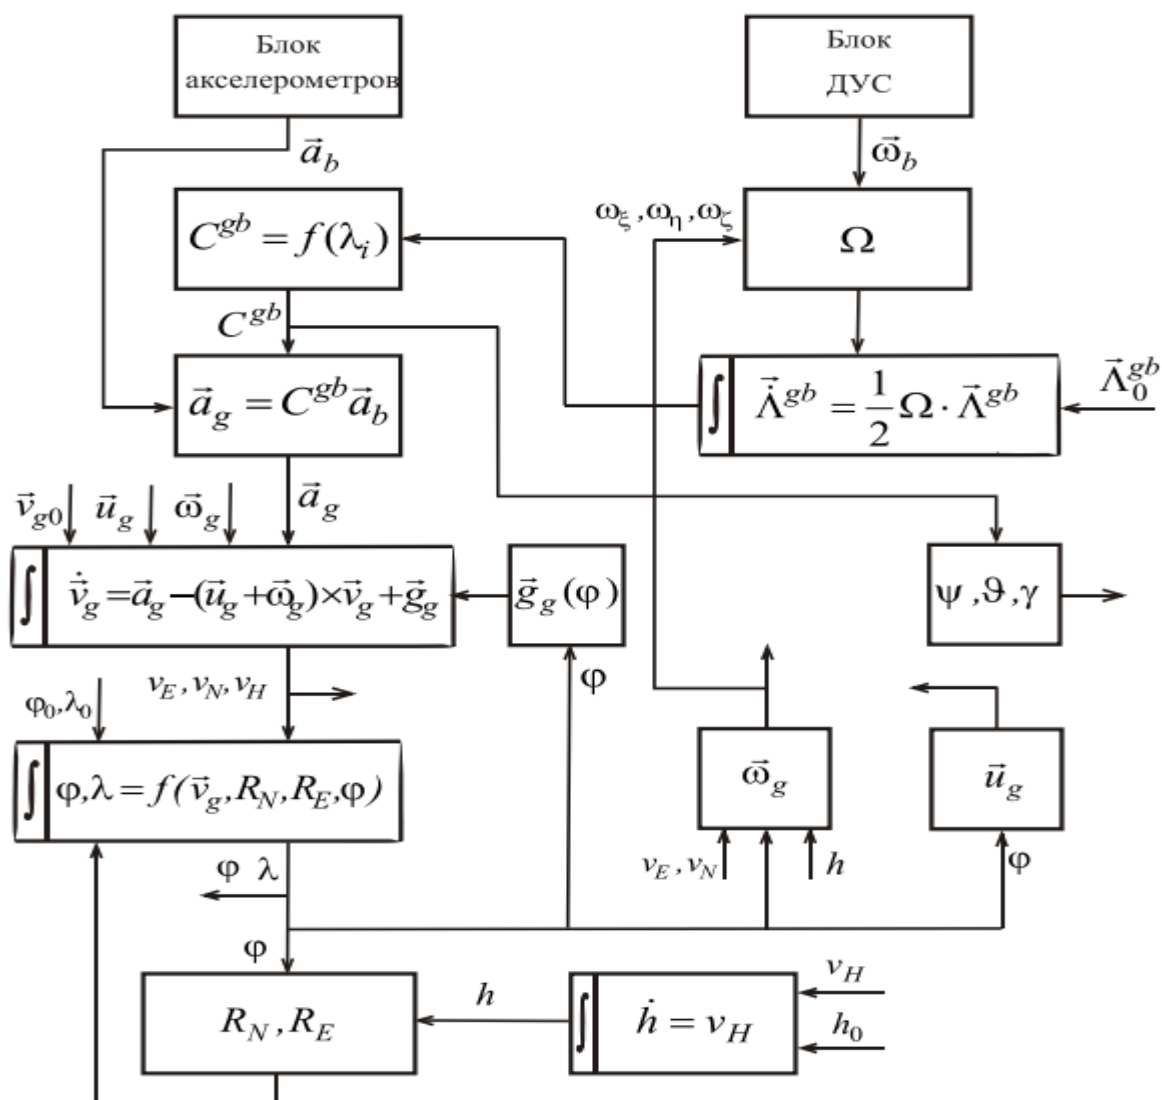 Блок
акселерометров
Блок
ДУС
a⃗_b
ω⃗_b
C^{gb} = f(λ_i)
ω_ξ ,ω_η ,ω_ζ
Ω
C^{gb}
a⃗_g = C^{gb} a⃗_b
∫ Λ⃗̇^{gb} = 1/2 Ω · Λ⃗^{gb}
Λ⃗_0^{gb}
v⃗_{g0} u⃗_g ω⃗_g a⃗_g
∫ v⃗̇_g = a⃗_g −(u⃗_g + ω⃗_g)× v⃗_g + g⃗_g
g⃗_g (φ)
ψ ,ϑ, γ
v_E , v_N , v_H
φ
φ_0, λ_0
∫ φ, λ = f(v⃗_g, R_N, R_E, φ)
ω⃗_g
u⃗_g
φ λ
v_E , v_N
h
φ
φ
R_N , R_E
h
∫ ḣ = v_H
v_H
h_0